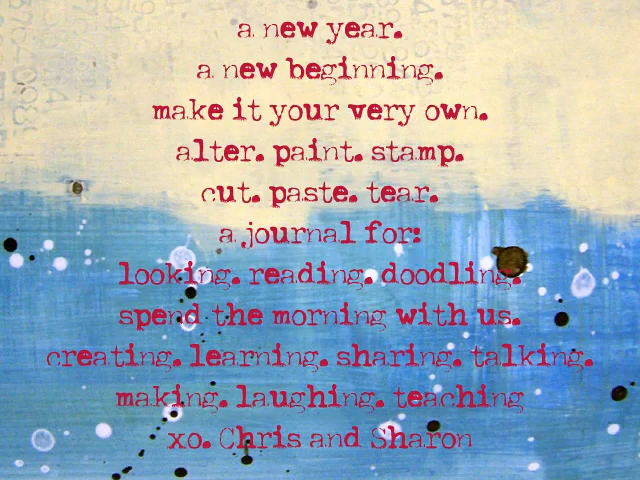 a new year.
a new beginning.
make it your very own.
alter. paint. stamp.
cut. paste. tear.
a journal for:
looking. reading. doodling.
spend the morning with us.
creating. learning. sharing. talking.
making. laughing. teaching
xo. Chris and Sharon